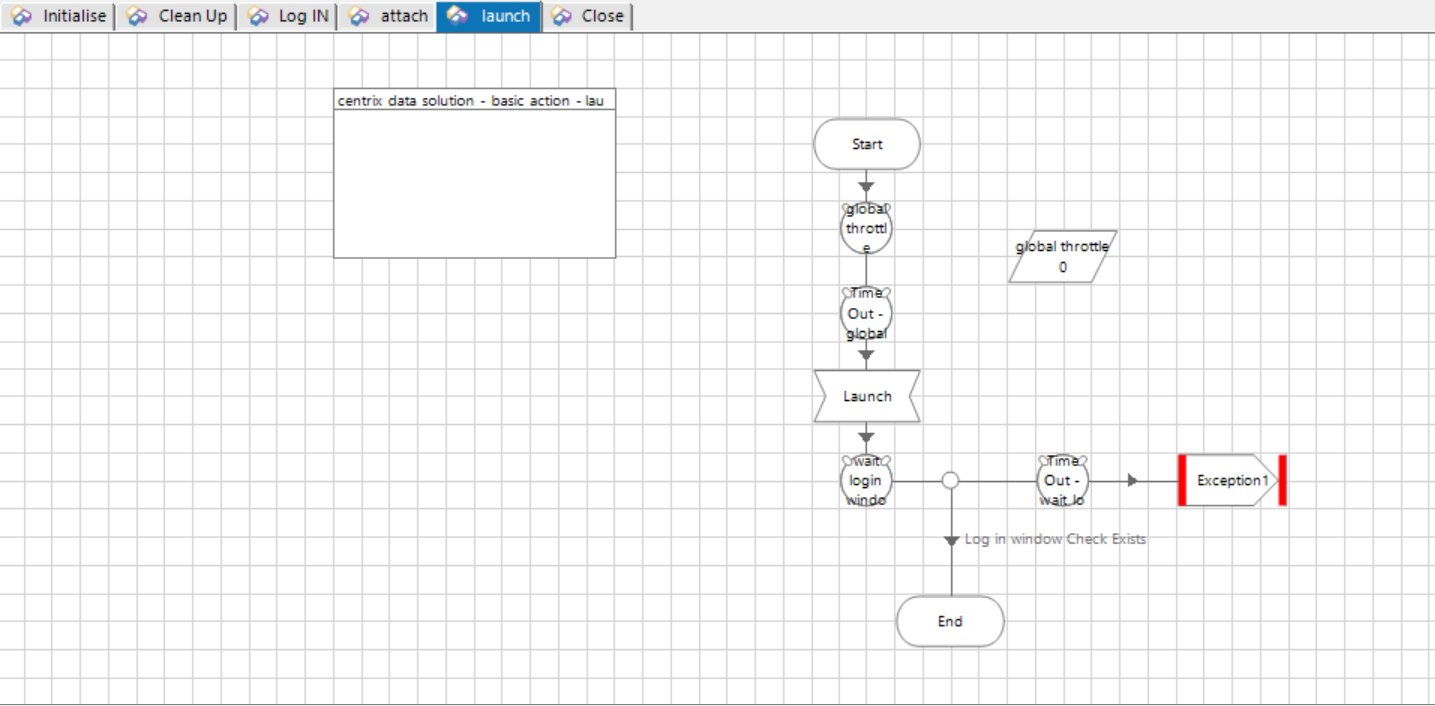 Initialise
Clean Up
Log IN
attach
launch
Close
centrix data solution - basic action - lau
Start
global
throttl
e
global throttle
0
Time
Out -
global
Launch
wait
login
windo
Time
Out -
wait lo
Exception1
Log in window Check Exists
End